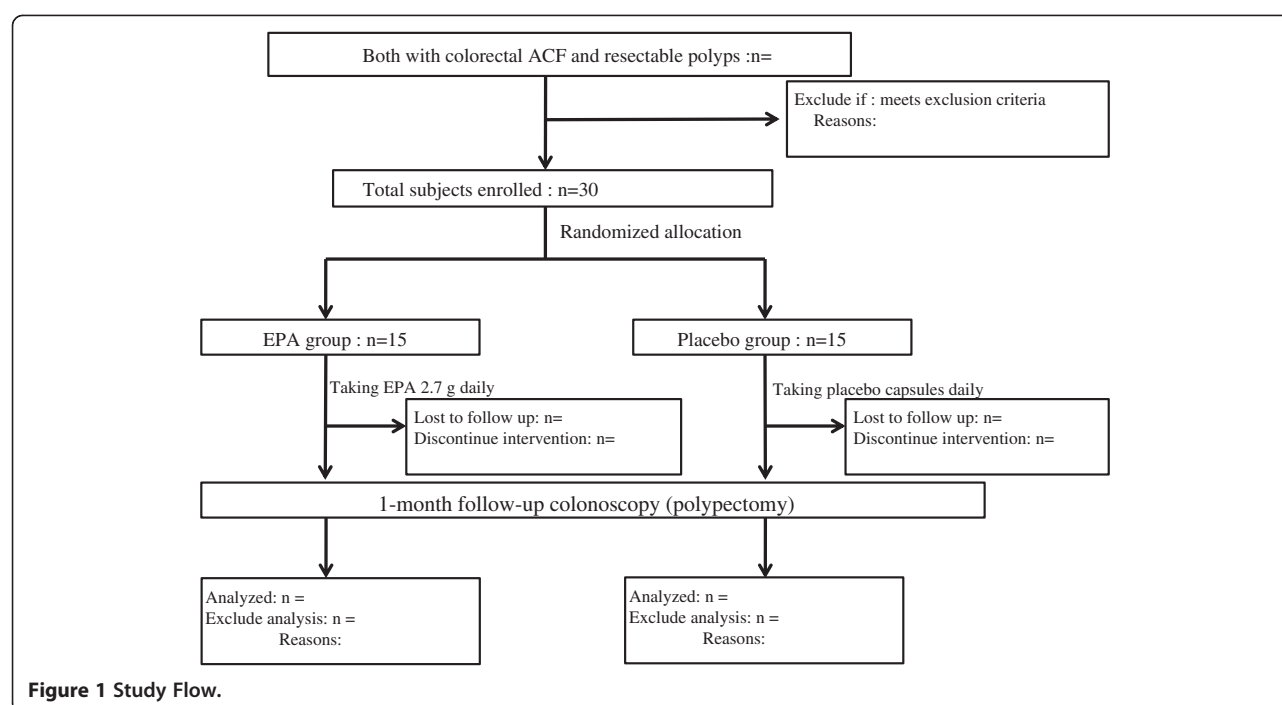 Both with colorectal ACF and resectable polyps :n=
Exclude if : meets exclusion criteria
Reasons:
Total subjects enrolled : n=30
Randomized allocation
EPA group : n=15
Placebo group : n=15
Taking EPA 2.7 g daily
Taking placebo capsules daily
Lost to follow up: n=
Discontinue intervention: n=
Lost to follow up: n=
Discontinue intervention: n=
1-month follow-up colonoscopy (polypectomy)
Analyzed: n =
Exclude analysis: n =
Reasons:
Analyzed: n =
Exclude analysis: n =
Reasons:
Figure 1 Study Flow.